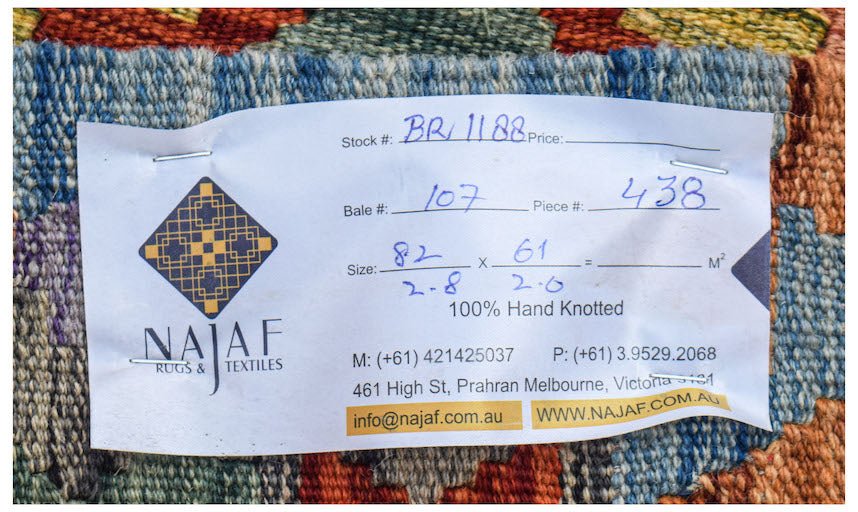 Stock #: BR, 1188 Price:
Bale #: 107 Piece #: 438
Size: 82 X 61 = M²
2.8 2.0
100% Hand Knotted
NAJAF
RUGS & TEXTILES
M: (+61) 421425037 P: (+61) 3.9529.2068
461 High St, Prahran Melbourne, Victoria 3181
info@najaf.com.au WWW.NAJAF.COM.AU